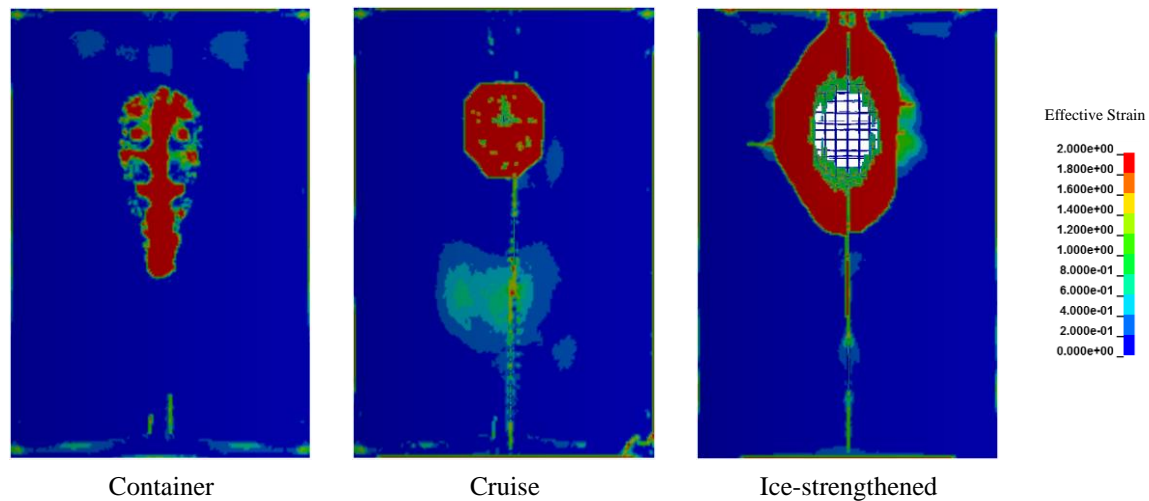 Effective Strain
2.000e+00
1.800e+00
1.600e+00
1.400e+00
1.200e+00
1.000e+00
8.000e-01
6.000e-01
4.000e-01
2.000e-01
0.000e+00
Container Cruise Ice-strengthened